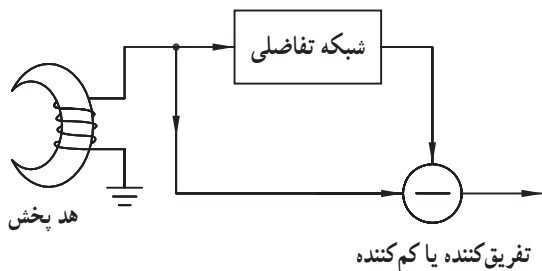 شبکه تفاضلی
هد پخش
تفریق‌کننده یا کم‌کننده